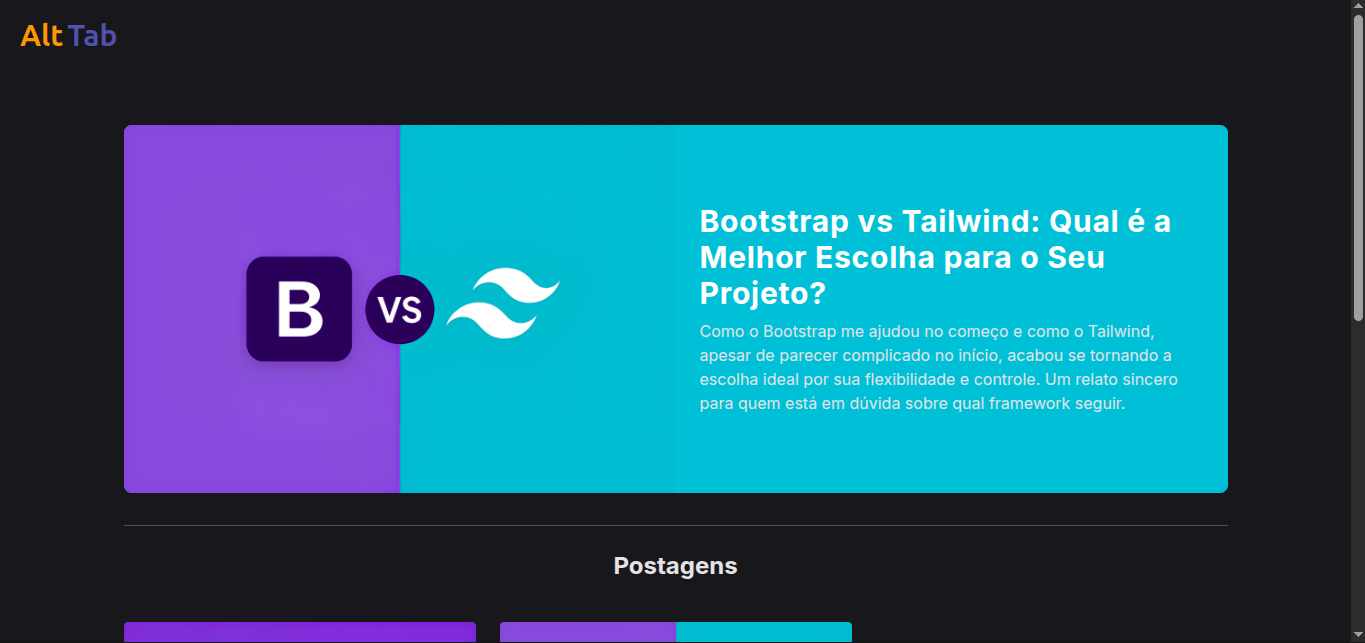 Alt Tab
B VS
Bootstrap vs Tailwind: Qual é a
Melhor Escolha para o Seu
Projeto?
Como o Bootstrap me ajudou no começo e como o Tailwind,
apesar de parecer complicado no início, acabou se tornando a
escolha ideal por sua flexibilidade e controle. Um relato sincero
para quem está em dúvida sobre qual framework seguir.
Postagens